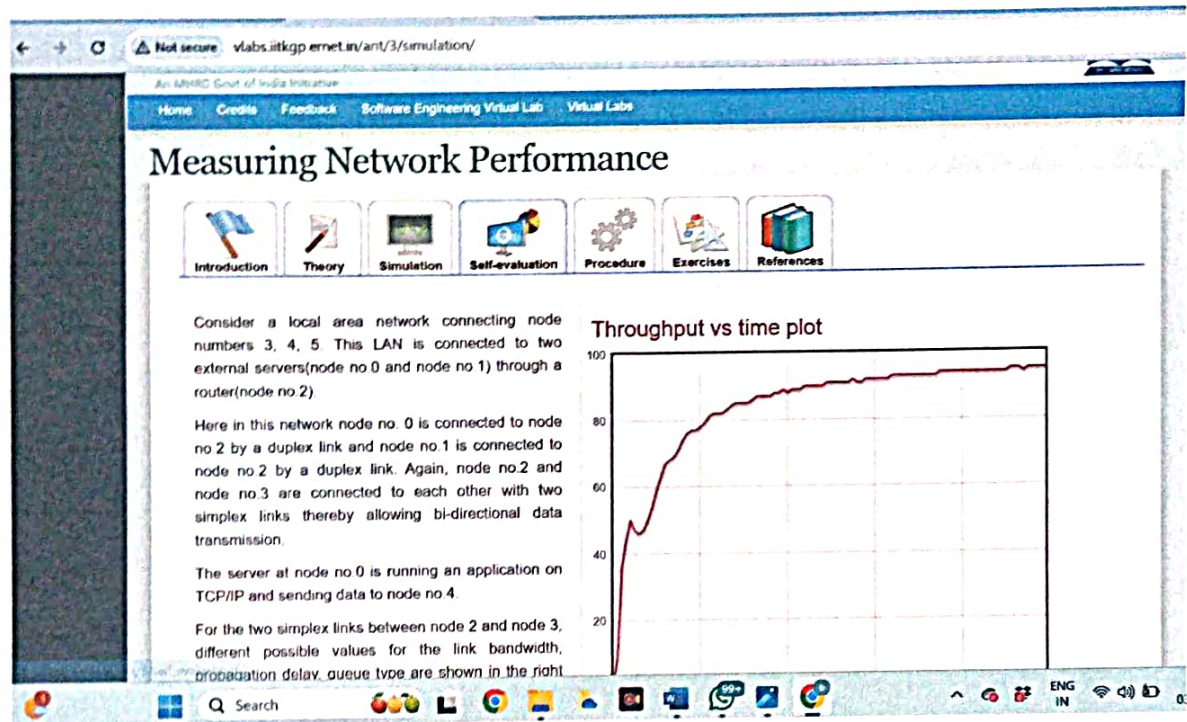 Not secure vlabs.iitkgp ernet.in/ant/3/simulation/
An MHRD Govt of India Initiative
Home Credits Feedback Software Engineering Virtual Lab Virtual Labs
Measuring Network Performance
Introduction Theory Simulation Self-evaluation Procedure Exercises References
Consider a local area network connecting node
numbers 3, 4, 5. This LAN is connected to two
external servers(node no.0 and node no.1) through a
router(node no.2)
Here in this network node no. 0 is connected to node
no.2 by a duplex link and node no.1 is connected to
node no.2 by a duplex link. Again, node no.2 and
node no.3 are connected to each other with two
simplex links thereby allowing bi-directional data
transmission.
The server at node no.0 is running an application on
TCP/IP and sending data to node no.4.
For the two simplex links between node 2 and node 3,
different possible values for the link bandwidth,
propagation delay, queue type are shown in the right
Throughput vs time plot
100
80
60
40
20
Search
99+
ENG
IN